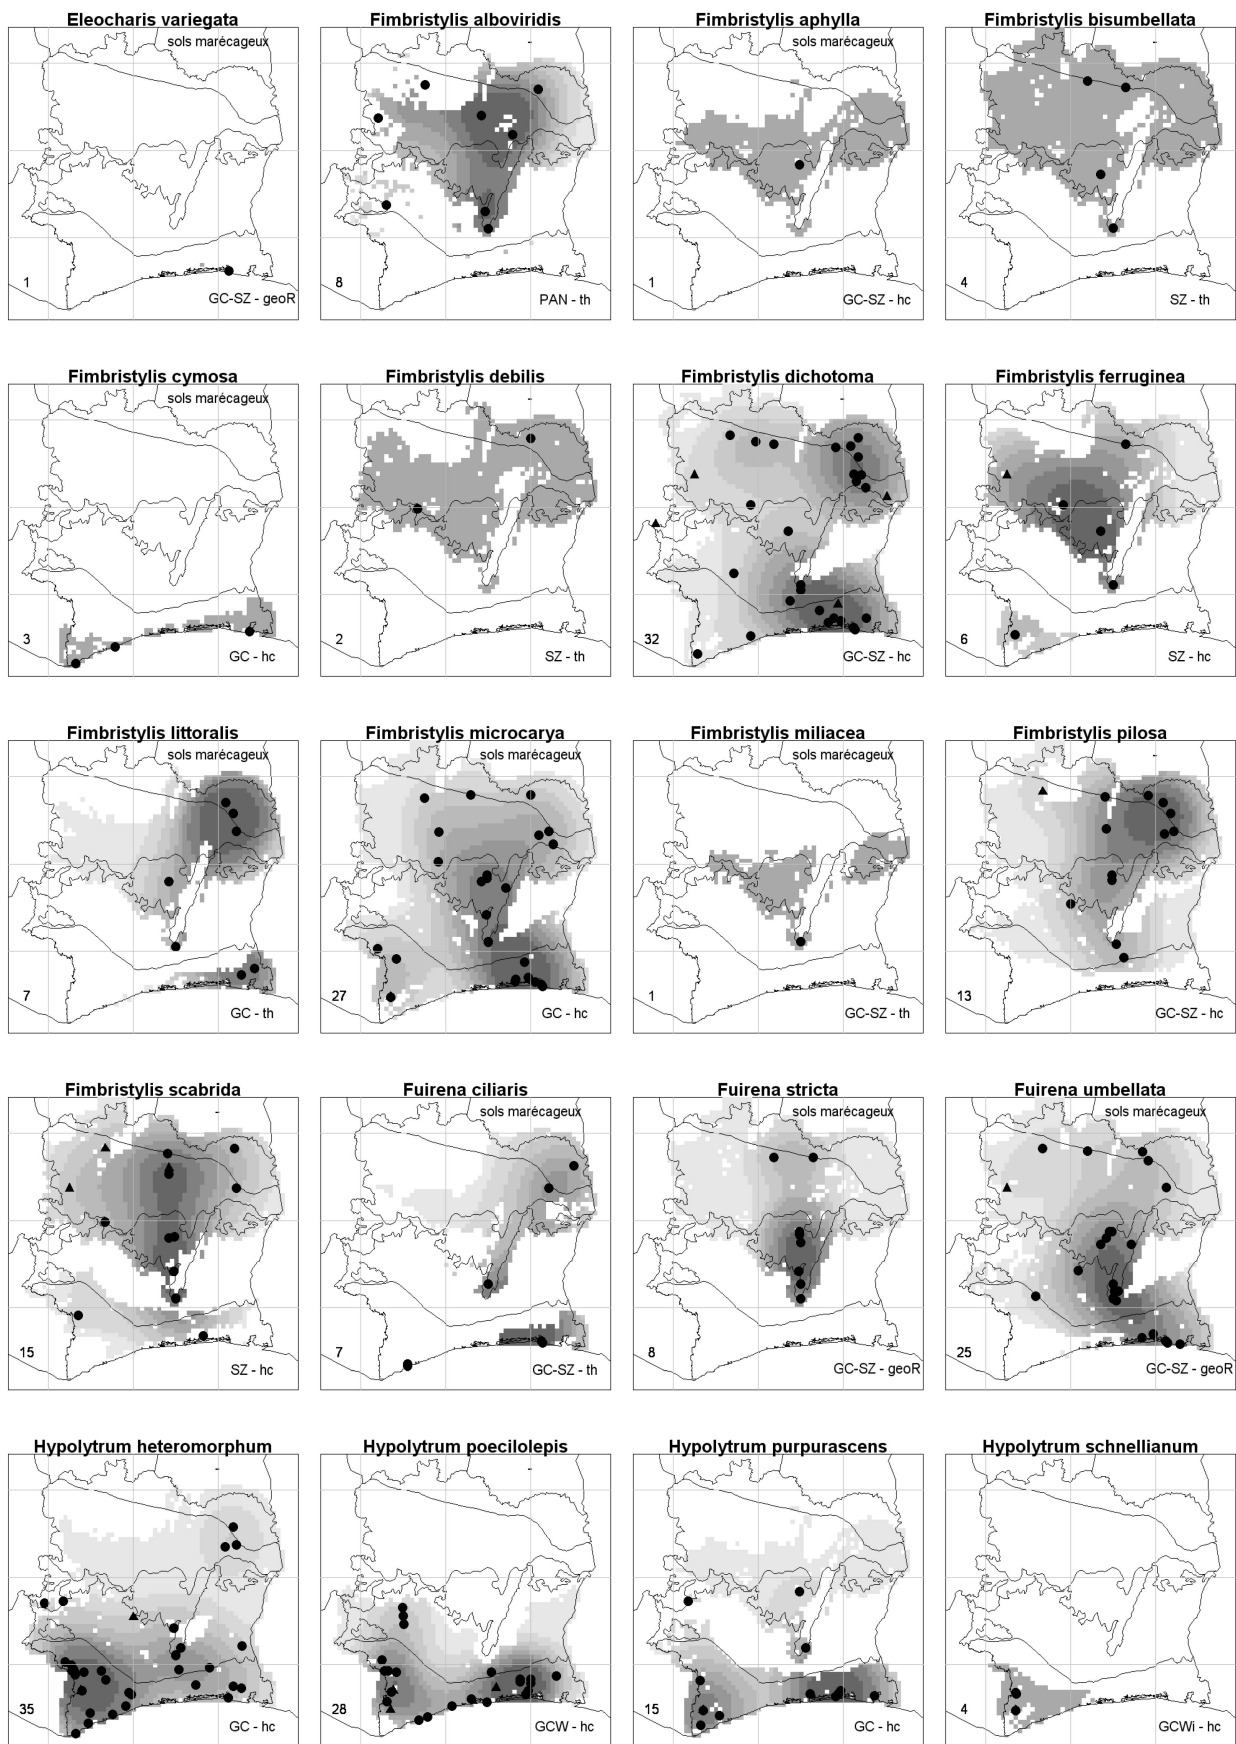 Eleocharis variegata
sols marécageux
1
GC-SZ - geoR
Fimbristylis alboviridis
8
PAN - th
Fimbristylis aphylla
sols marécageux
1
GC-SZ - hc
Fimbristylis bisumbellata
4
SZ - th
Fimbristylis cymosa
sols marécageux
3
GC - hc
Fimbristylis debilis
2
SZ - th
Fimbristylis dichotoma
32
GC-SZ - hc
Fimbristylis ferruginea
6
SZ - hc
Fimbristylis littoralis
sols marécageux
7
GC - th
Fimbristylis microcarya
sols marécageux
27
GC - hc
Fimbristylis miliacea
sols marécageux
1
GC-SZ - th
Fimbristylis pilosa
13
GC-SZ - hc
Fimbristylis scabrida
15
SZ - hc
Fuirena ciliaris
sols marécageux
7
GC-SZ - th
Fuirena stricta
sols marécageux
8
GC-SZ - geoR
Fuirena umbellata
sols marécageux
25
GC-SZ - geoR
Hypolytrum heteromorphum
35
GC - hc
Hypolytrum poecilolepis
28
GCW - hc
Hypolytrum purpurascens
15
GC - hc
Hypolytrum schnellianum
4
GCWi - hc